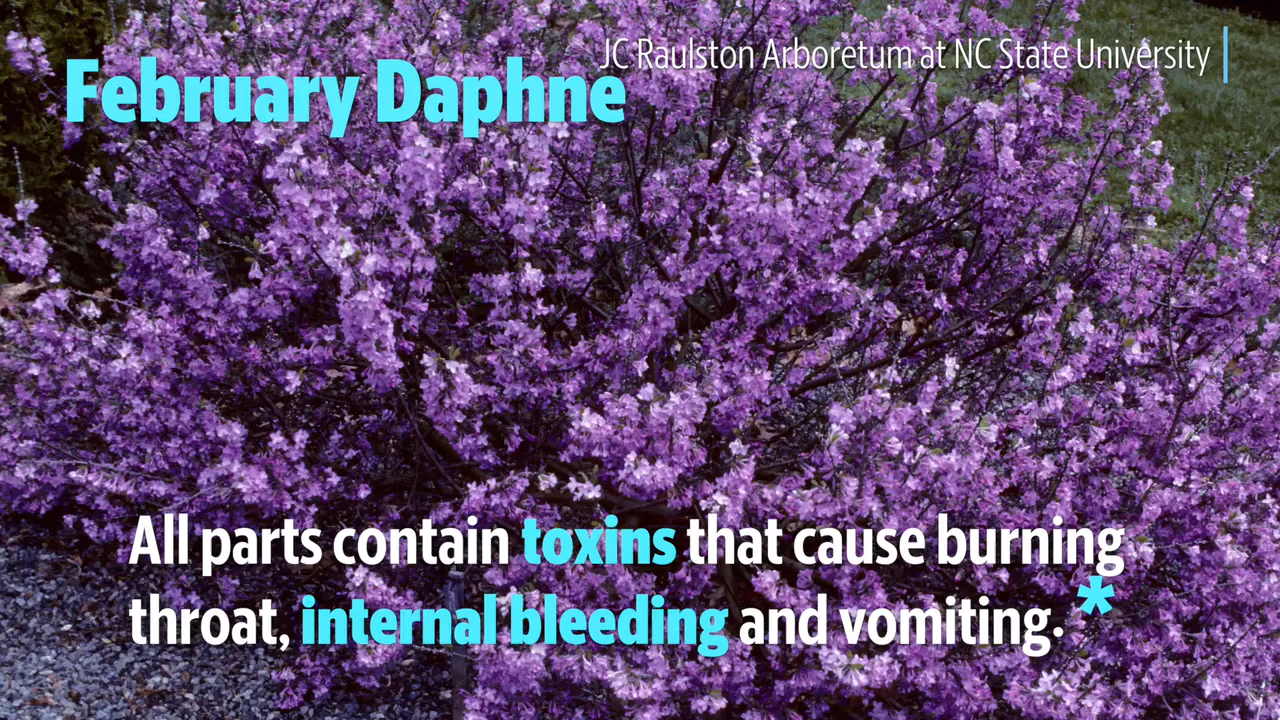 JC Raulston Arboretum at NC State University
February Daphne
All parts contain toxins that cause burning
throat, internal bleeding and vomiting. *